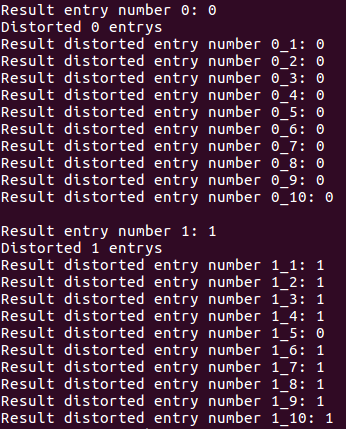 Result entry number 0: 0
Distorted 0 entrys
Result distorted entry number 0_1: 0
Result distorted entry number 0_2: 0
Result distorted entry number 0_3: 0
Result distorted entry number 0_4: 0
Result distorted entry number 0_5: 0
Result distorted entry number 0_6: 0
Result distorted entry number 0_7: 0
Result distorted entry number 0_8: 0
Result distorted entry number 0_9: 0
Result distorted entry number 0_10: 0

Result entry number 1: 1
Distorted 1 entrys
Result distorted entry number 1_1: 1
Result distorted entry number 1_2: 1
Result distorted entry number 1_3: 1
Result distorted entry number 1_4: 1
Result distorted entry number 1_5: 0
Result distorted entry number 1_6: 1
Result distorted entry number 1_7: 1
Result distorted entry number 1_8: 1
Result distorted entry number 1_9: 1
Result distorted entry number 1_10: 1